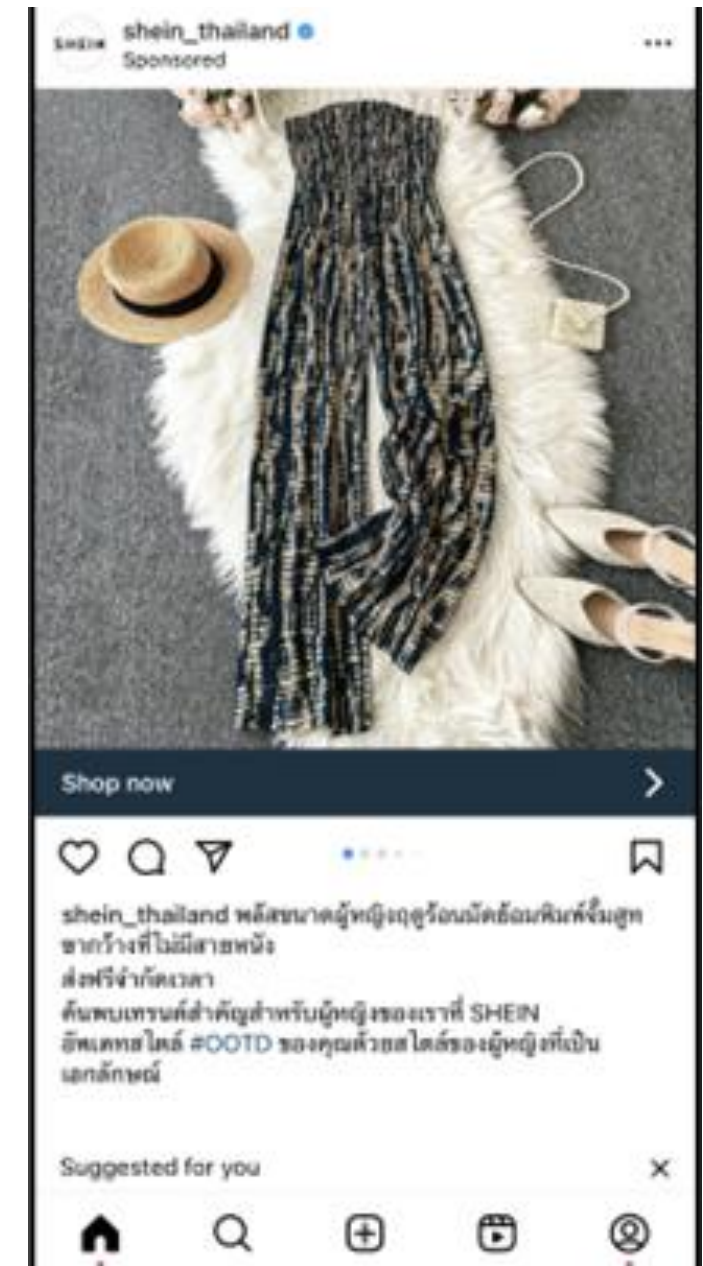 SHEIN
shein_thailand
Sponsored
Shop now
shein_thailand พลัสขนาดผู้หญิงฤดูร้อนมัดย้อมพิมพ์จั๊มสูท
ขากว้างที่ไม่มีสายหนัง
ส่งฟรีจำกัดเวลา
ค้นพบเทรนด์สำคัญสำหรับผู้หญิงของเราที่ SHEIN
อัพเดทสไตล์ #OOTD ของคุณด้วยสไตล์ของผู้หญิงที่เป็น
เอกลักษณ์
Suggested for you